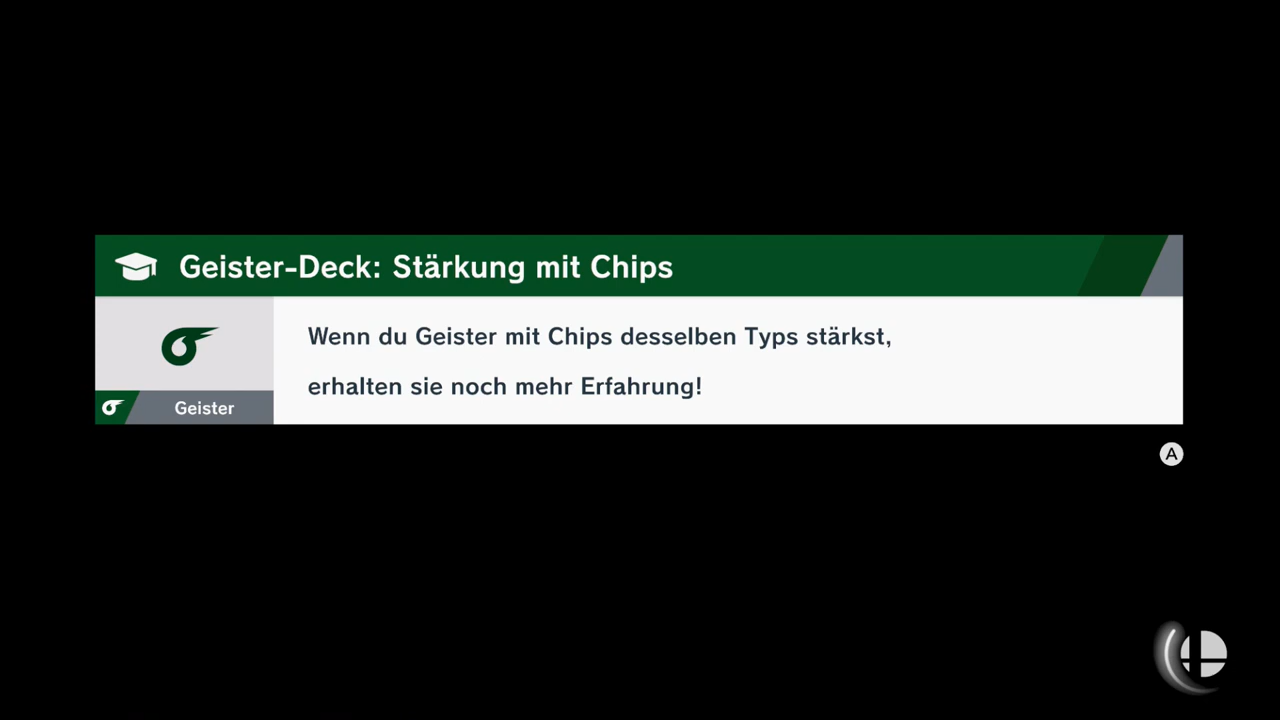 Geister-Deck: Stärkung mit Chips
Wenn du Geister mit Chips desselben Typs stärkst,
erhalten sie noch mehr Erfahrung!
Geister
A